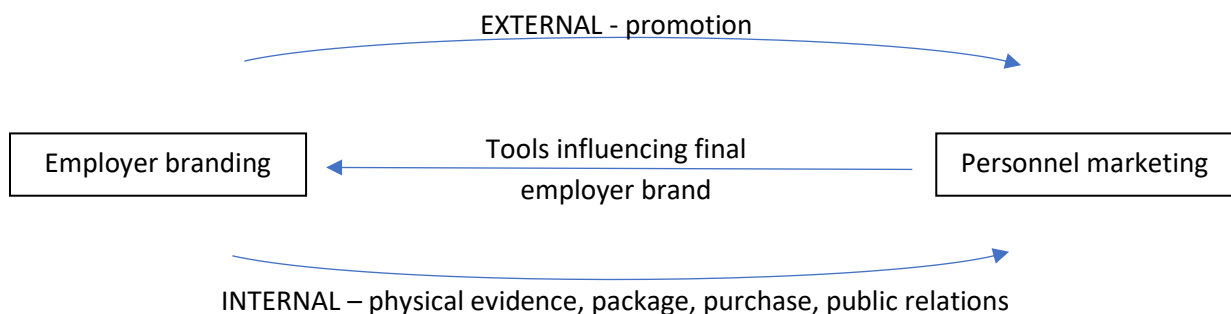 EXTERNAL - promotion
Employer branding
Tools influencing final
employer brand
Personnel marketing
INTERNAL – physical evidence, package, purchase, public relations